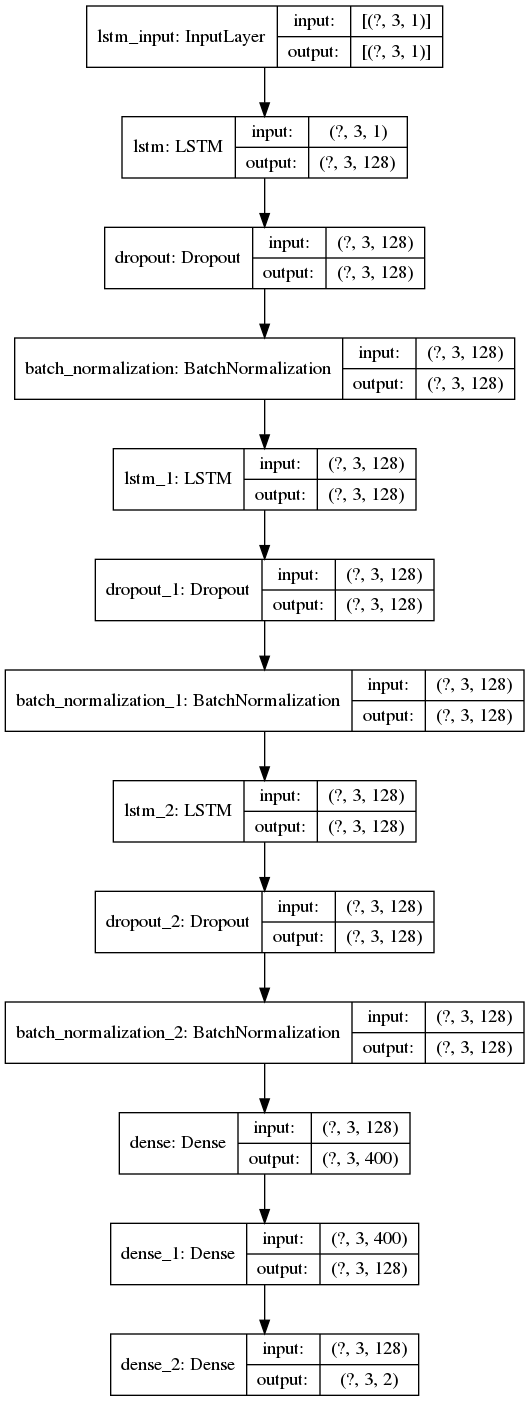 lstm_input: InputLayer
input: [(?, 3, 1)]
output: [(?, 3, 1)]
lstm: LSTM
input: (?, 3, 1)
output: (?, 3, 128)
dropout: Dropout
input: (?, 3, 128)
output: (?, 3, 128)
batch_normalization: BatchNormalization
input: (?, 3, 128)
output: (?, 3, 128)
lstm_1: LSTM
input: (?, 3, 128)
output: (?, 3, 128)
dropout_1: Dropout
input: (?, 3, 128)
output: (?, 3, 128)
batch_normalization_1: BatchNormalization
input: (?, 3, 128)
output: (?, 3, 128)
lstm_2: LSTM
input: (?, 3, 128)
output: (?, 3, 128)
dropout_2: Dropout
input: (?, 3, 128)
output: (?, 3, 128)
batch_normalization_2: BatchNormalization
input: (?, 3, 128)
output: (?, 3, 128)
dense: Dense
input: (?, 3, 128)
output: (?, 3, 400)
dense_1: Dense
input: (?, 3, 400)
output: (?, 3, 128)
dense_2: Dense
input: (?, 3, 128)
output: (?, 3, 2)